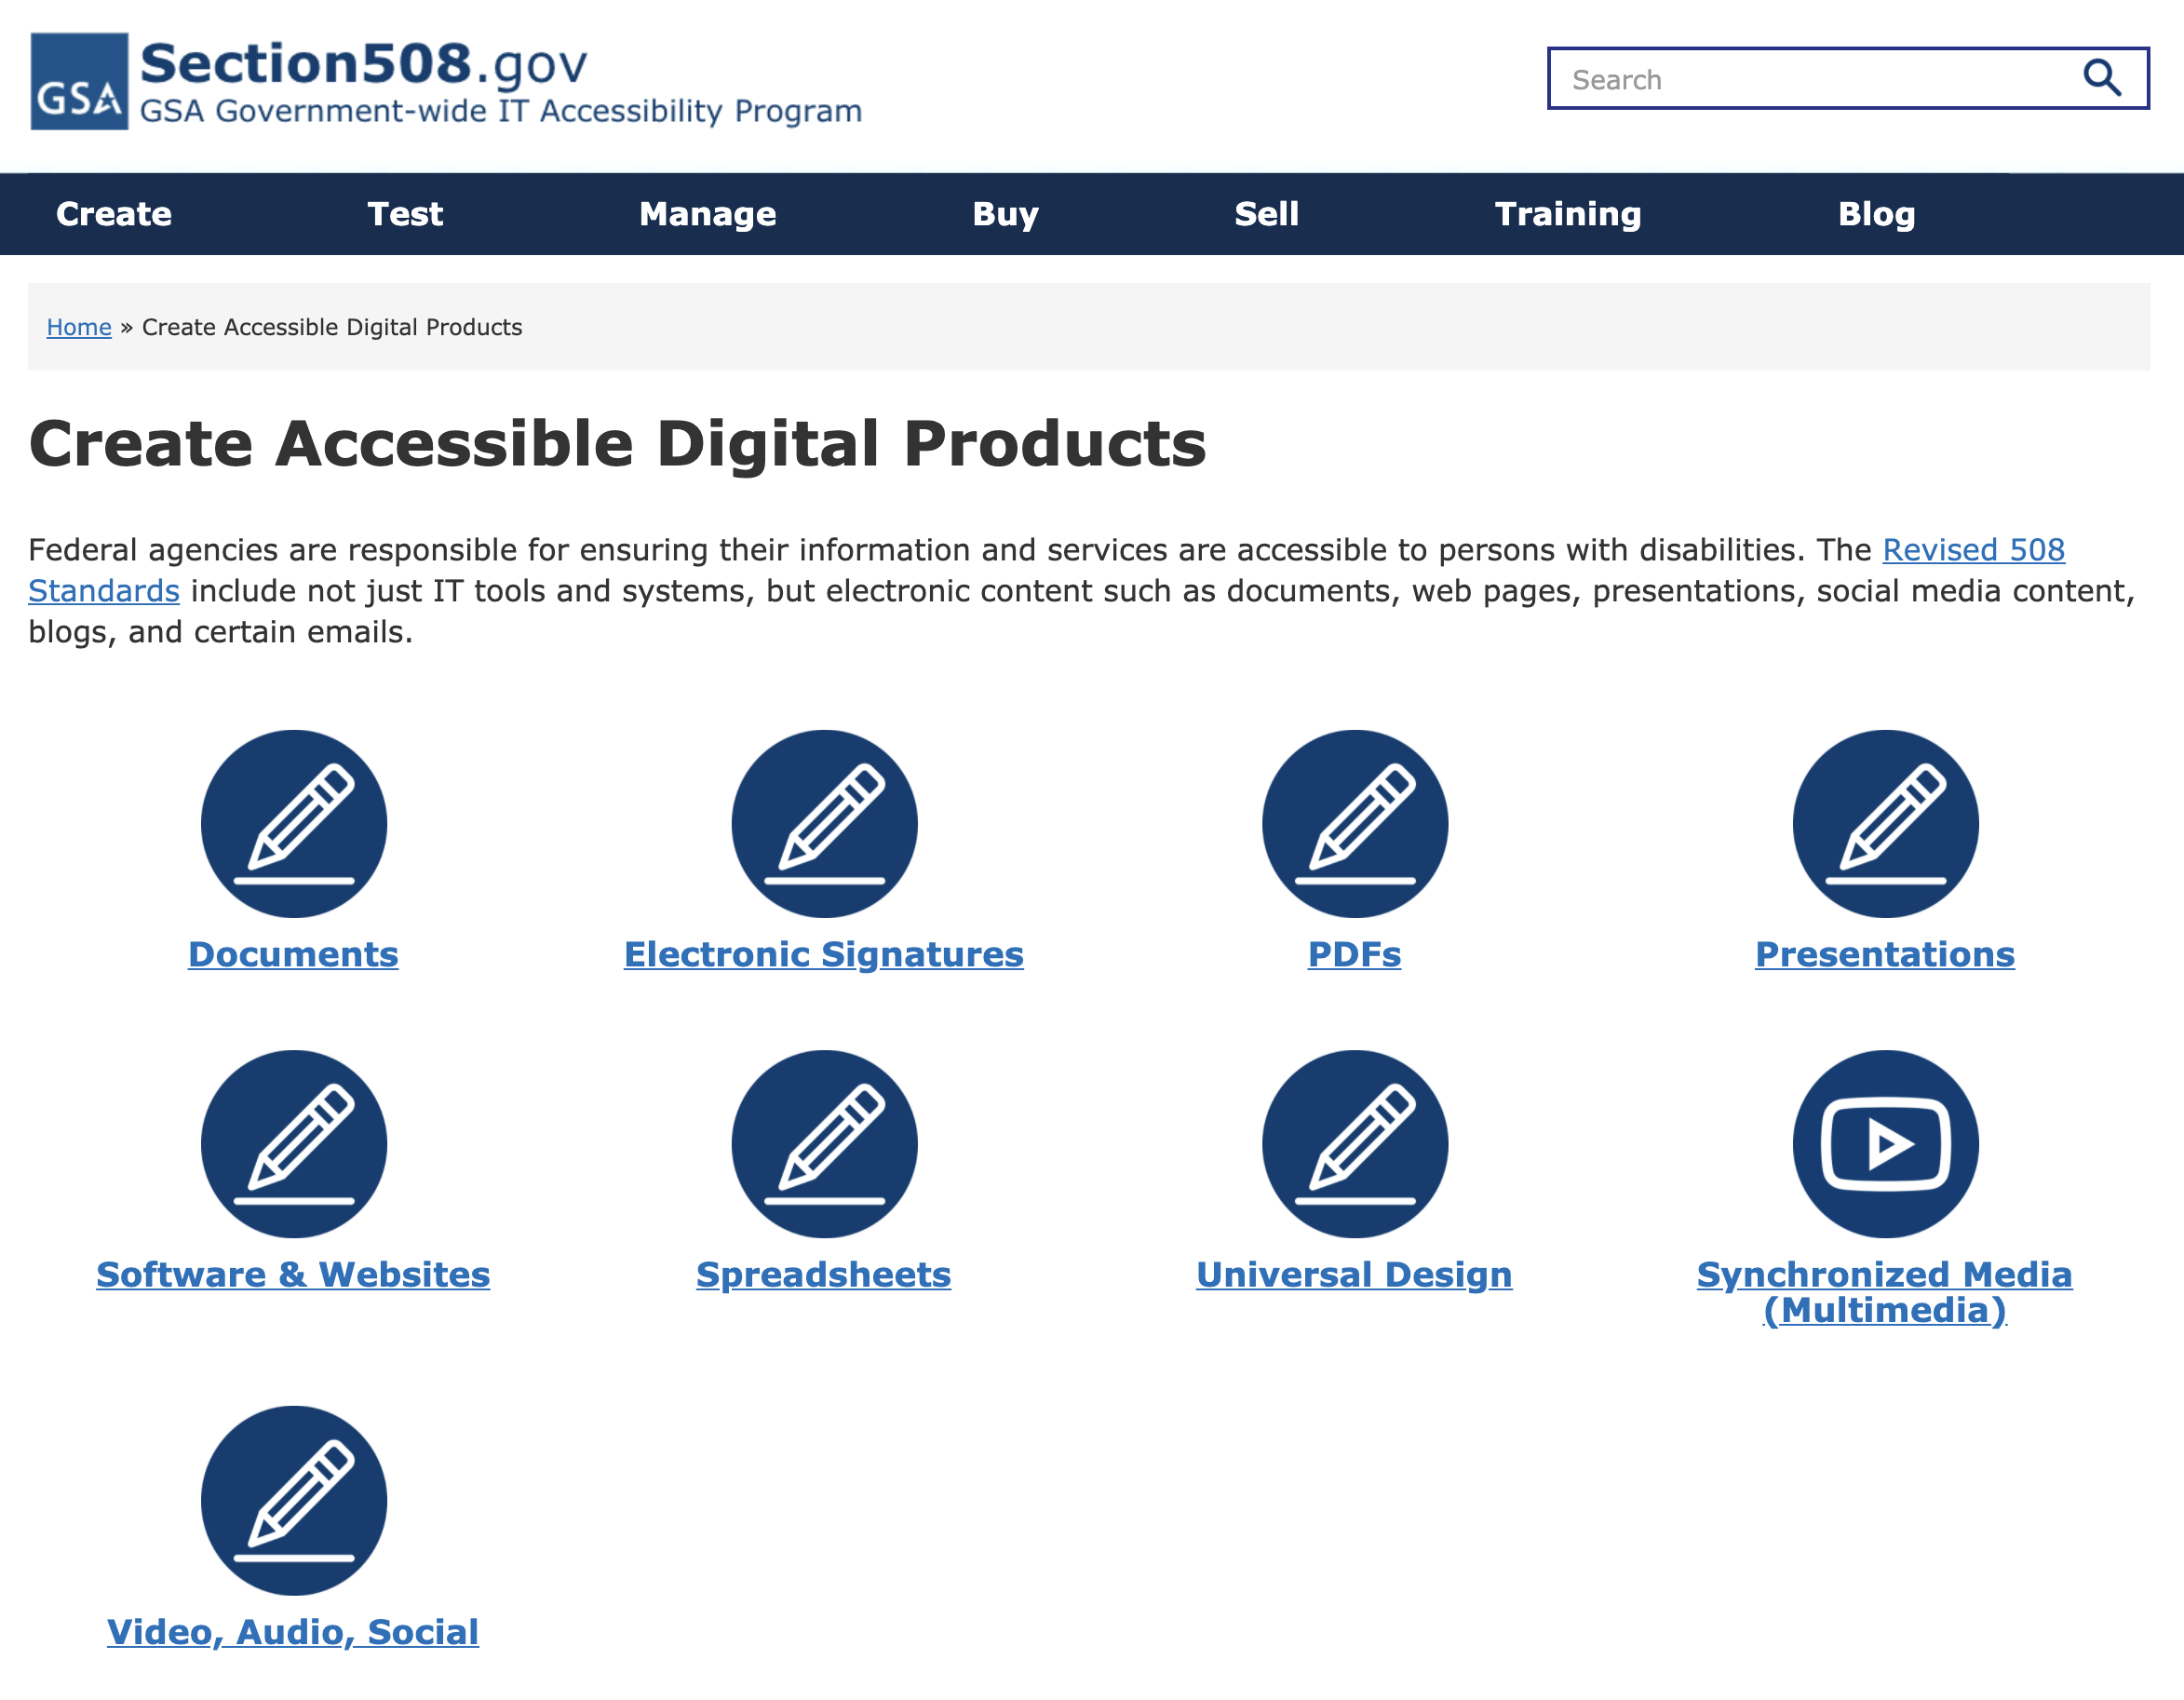 GSA
Section508.gov
GSA Government-wide IT Accessibility Program
Search
Create Test Manage Buy Sell Training Blog
Home » Create Accessible Digital Products
Create Accessible Digital Products
Federal agencies are responsible for ensuring their information and services are accessible to persons with disabilities. The Revised 508
Standards include not just IT tools and systems, but electronic content such as documents, web pages, presentations, social media content,
blogs, and certain emails.
Documents
Electronic Signatures
PDFs
Presentations
Software & Websites
Spreadsheets
Universal Design
Synchronized Media
(Multimedia)
Video, Audio, Social